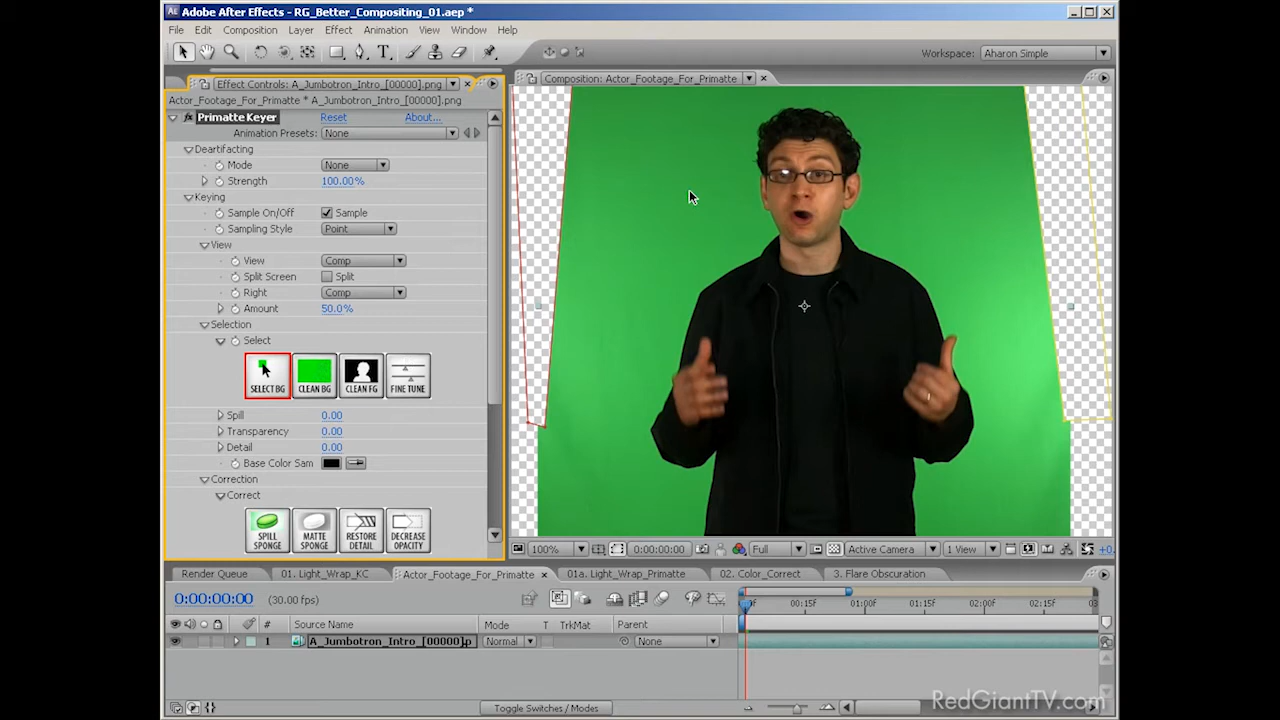 Adobe After Effects - RG_Better_Compositing_01.aep *
File Edit Composition Layer Effect Animation View Window Help
Workspace: Aharon Simple
Effect Controls: A_Jumbotron_Intro_[00000].png
Composition: Actor_Footage_For_Primatte
Actor_Footage_For_Primatte * A_Jumbotron_Intro_[00000].png
Primatte Keyer Reset About...
Animation Presets: None
Deartifacting
Mode None
Strength 100.00%
Keying
Sample On/Off Sample
Sampling Style Point
View
View Comp
Split Screen Split
Right Comp
Amount 50.0%
Selection
Select
SELECT BG CLEAN BG CLEAN FG FINE TUNE
Spill 0.00
Transparency 0.00
Detail 0.00
Base Color Sam
Correction
Correct
SPILL SPONGE MATTE SPONGE RESTORE DETAIL DECREASE OPACITY
100% 0:00:00:00 Full Active Camera 1 View +0.
Render Queue 01. Light_Wrap_KC Actor_Footage_For_Primatte 01a. Light_Wrap_Primatte 02. Color_Correct 3. Flare Obscuration
0:00:00:00 (30.00 fps)
00:15f 01:00f 01:15f 02:00f 02:15f 03
# Source Name Mode T TrkMat Parent
1 A_Jumbotron_Intro_[00000].p Normal None
Toggle Switches / Modes
RedGiantTV.com